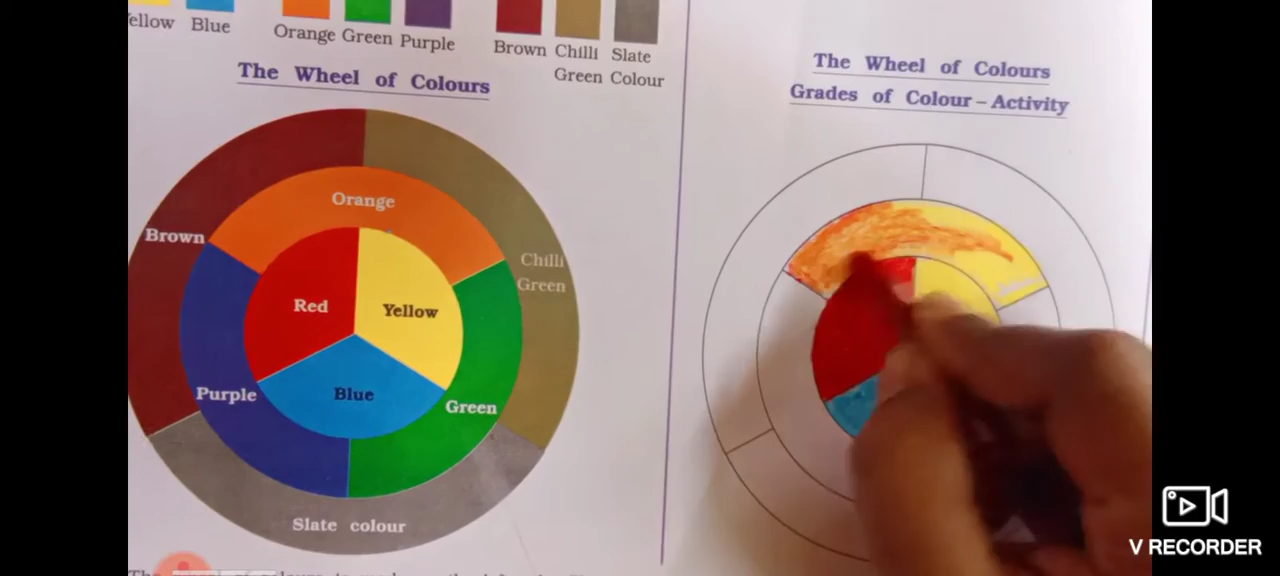 ellow Blue Orange Green Purple Brown Chilli Green Slate Colour
The Wheel of Colours
Orange
Brown
Chilli
Green
Red
Yellow
Purple
Blue
Green
Slate colour
The Wheel of Colours
Grades of Colour – Activity
V RECORDER